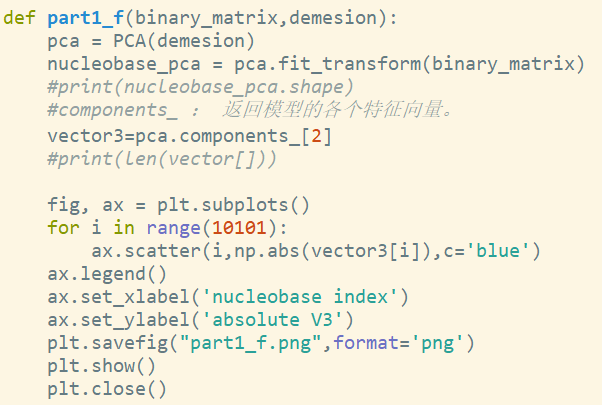 def part1_f(binary_matrix,demesion):
    pca = PCA(demesion)
    nucleobase_pca = pca.fit_transform(binary_matrix)
    #print(nucleobase_pca.shape)
    #components_ ： 返回模型的各个特征向量。
    vector3=pca.components_[2]
    #print(len(vector[]))
    fig, ax = plt.subplots()
    for i in range(10101):
        ax.scatter(i,np.abs(vector3[i]),c='blue')
    ax.legend()
    ax.set_xlabel('nucleobase index')
    ax.set_ylabel('absolute V3')
    plt.savefig("part1_f.png",format='png')
    plt.show()
    plt.close()